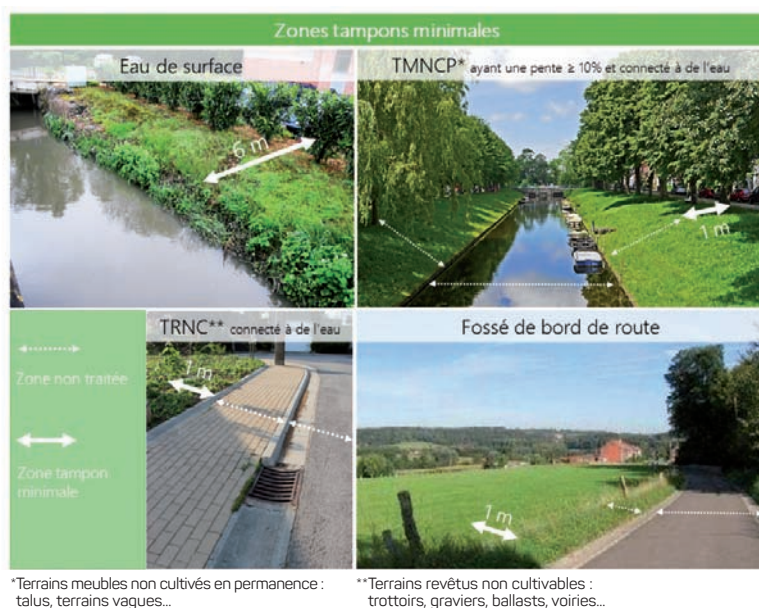 Zones tampons minimales
Eau de surface
TMNCP* ayant une pente ≥ 10% et connecté à de l'eau
6 m
1 m
TRNC** connecté à de l'eau
Fossé de bord de route
Zone non traitée
Zone tampon
minimale
1 m
1 m
*Terrains meubles non cultivés en permanence :
talus, terrains vagues...
**Terrains revêtus non cultivables :
trottoirs, graviers, ballasts, voiries...